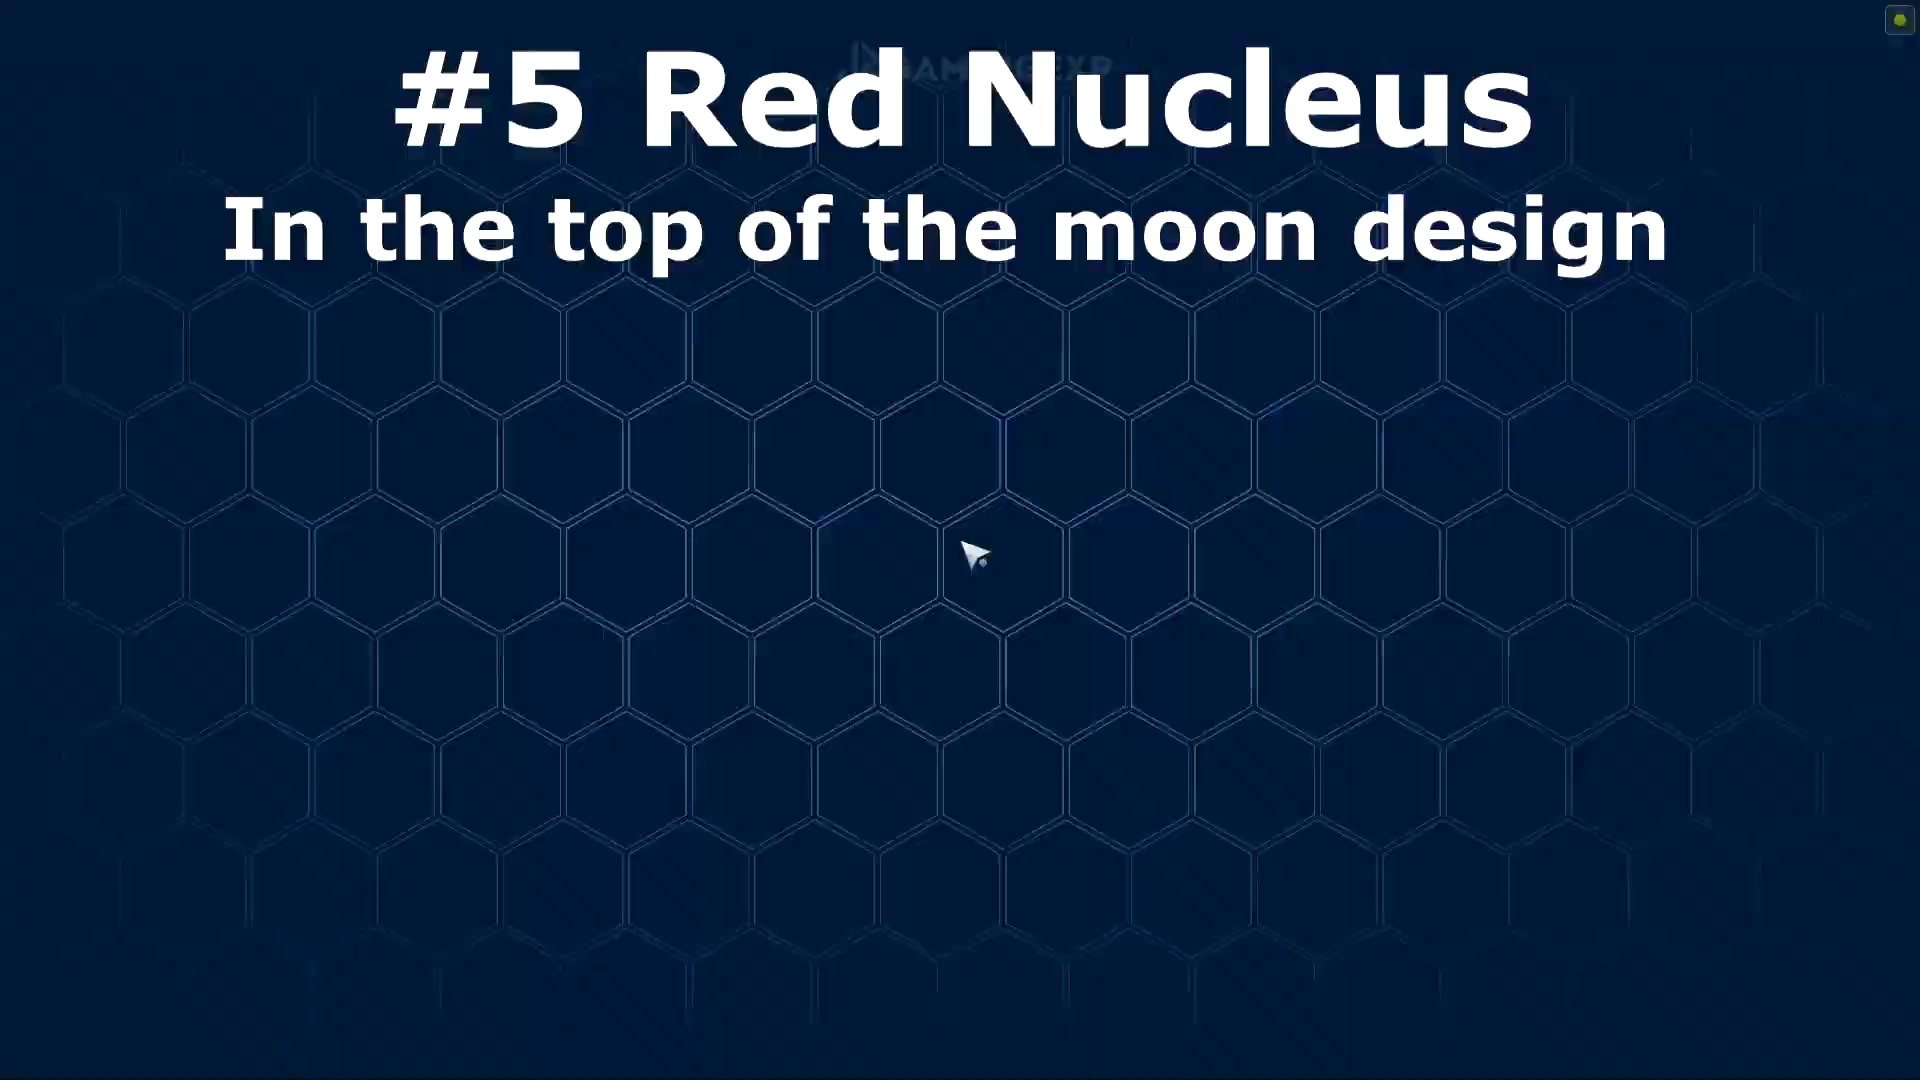 #5 Red Nucleus
In the top of the moon design